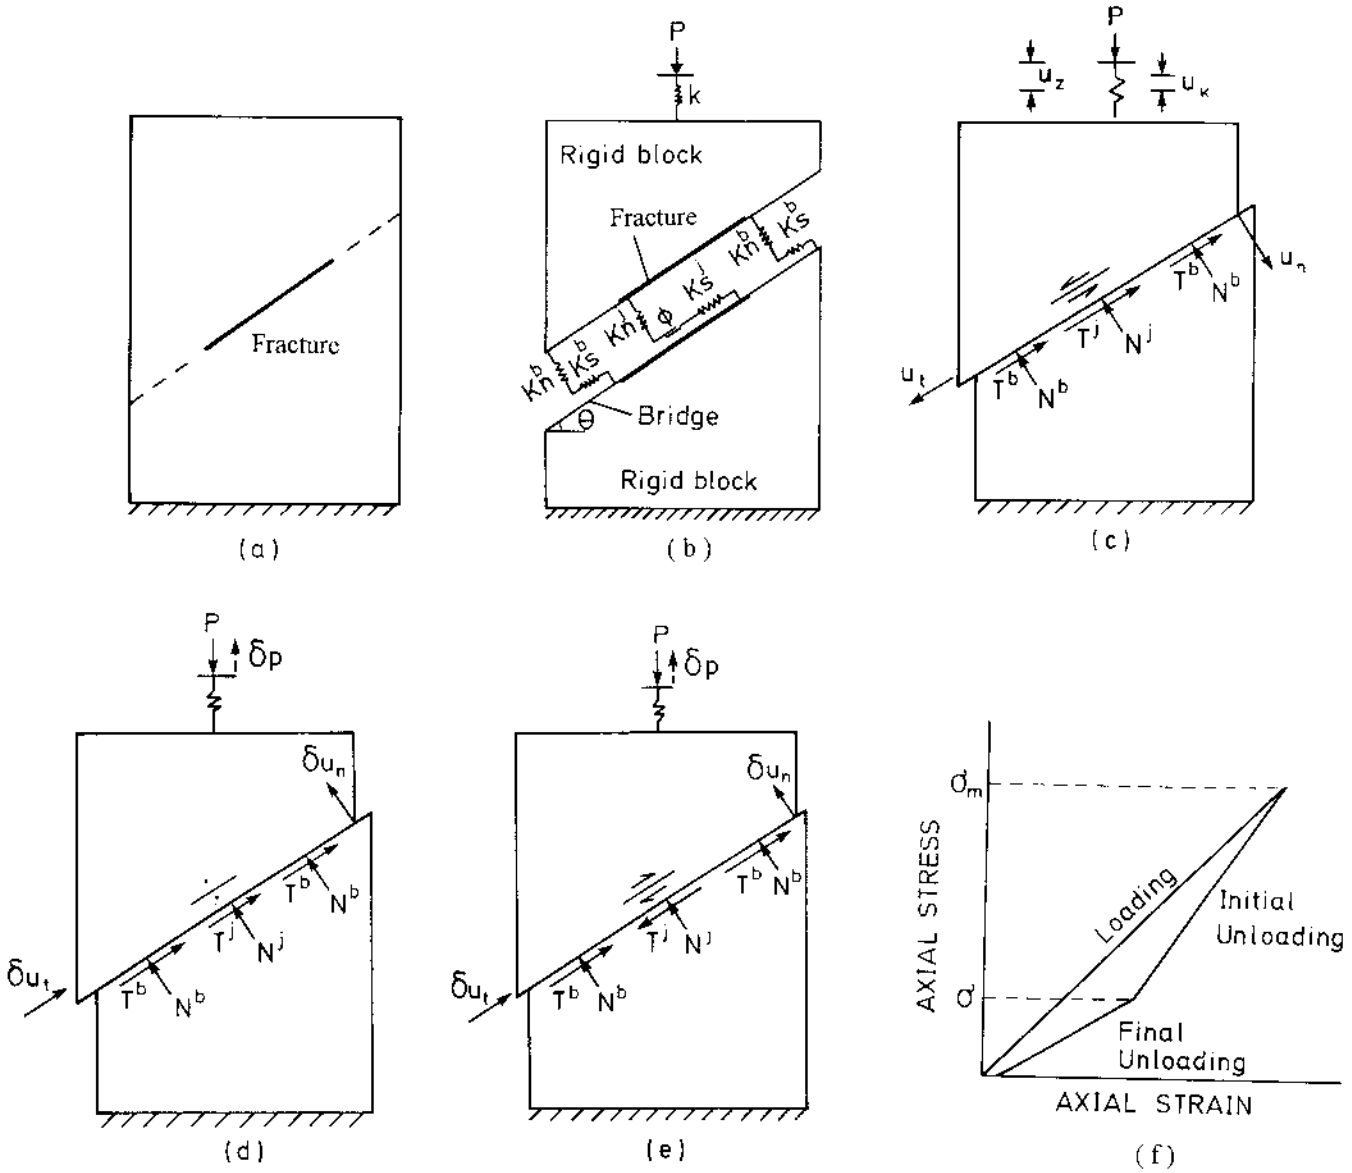 Fracture
(a)
P
k
Rigid block
Fracture
Kn^b
Ks^b
Kn^j
ϕ
Ks^j
Kn^b
Ks^b
θ
Bridge
Rigid block
(b)
P
u_z
u_k
u_n
u_t
T^b
N^b
T^j
N^j
T^b
N^b
(c)
P
δp
δu_n
δu_t
T^b
N^b
T^j
N^j
T^b
N^b
(d)
P
δp
δu_n
δu_t
T^b
N^b
T^j
N^j
T^b
N^b
(e)
AXIAL STRESS
σ_m
σ
Loading
Initial
Unloading
Final
Unloading
AXIAL STRAIN
(f)